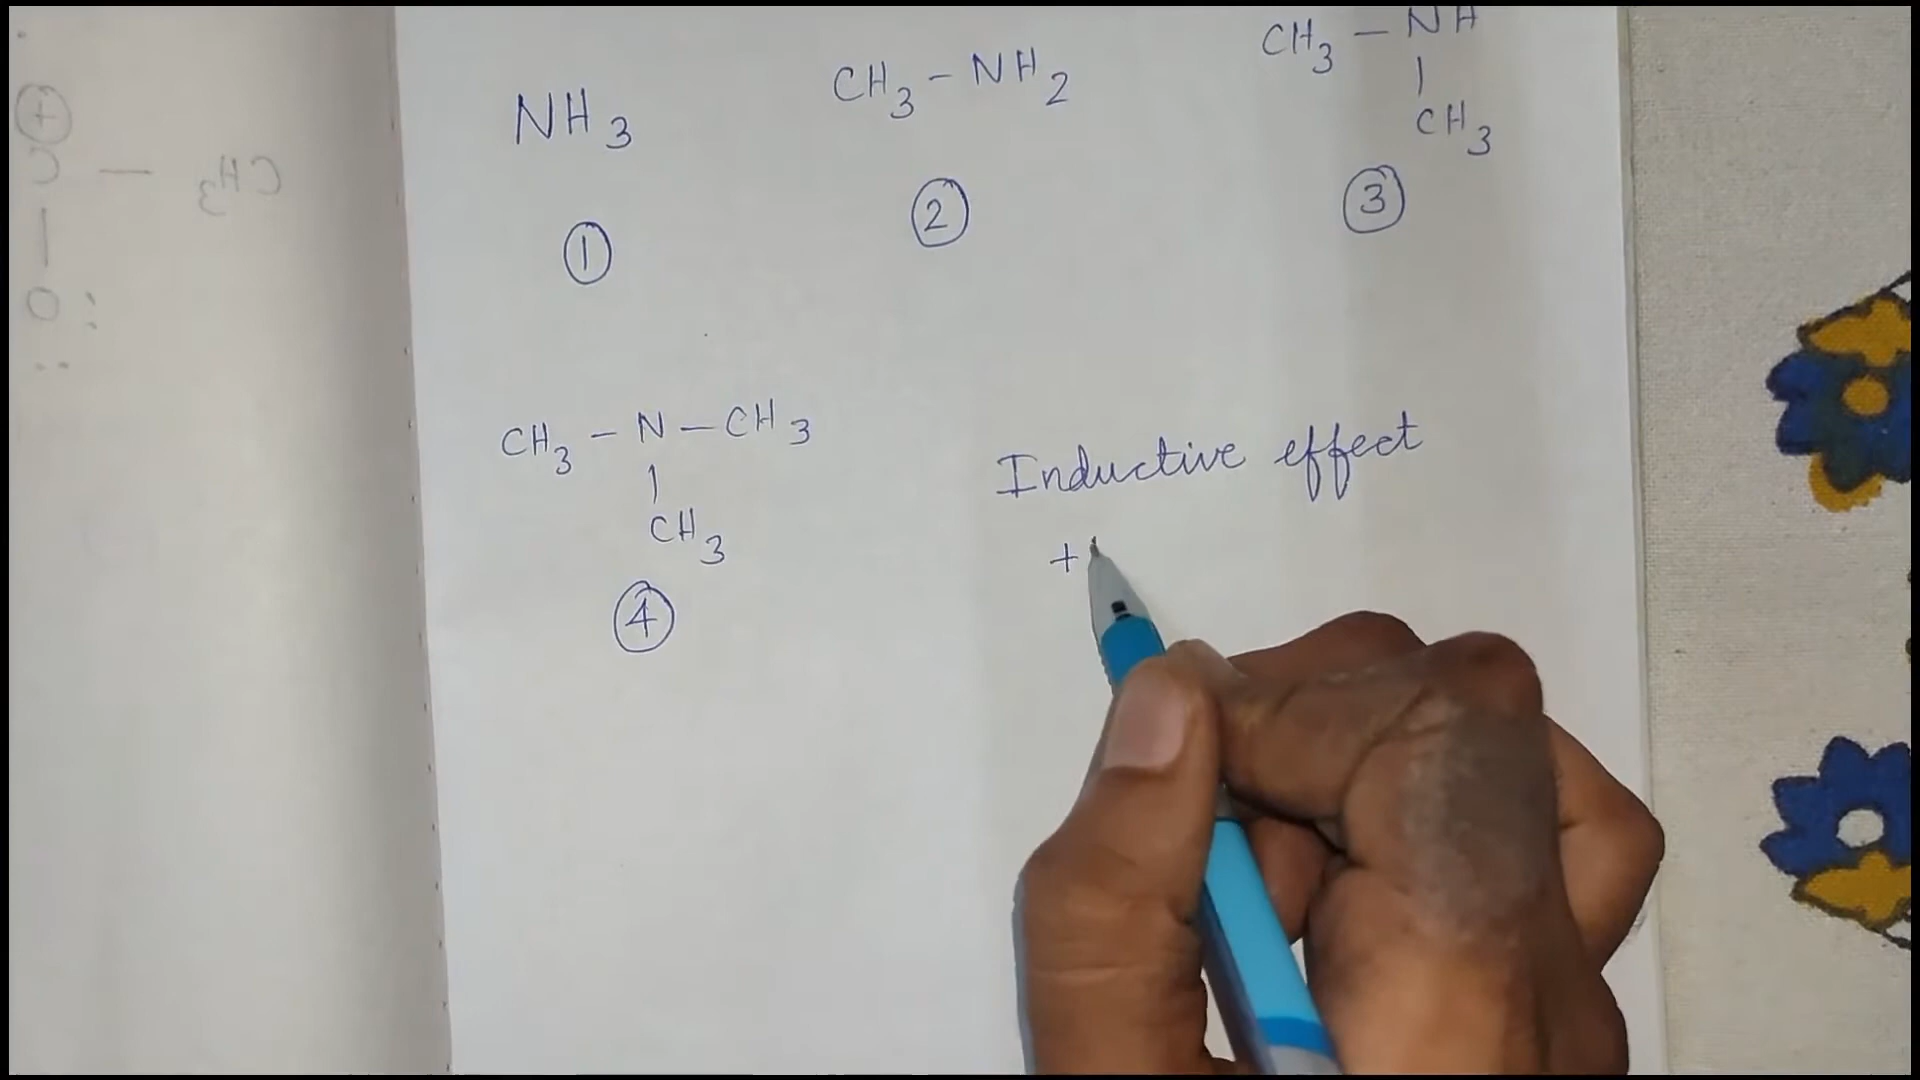 CH3 - NH
CH3 - NH2
NH3
CH3
1
2
3
CH3 - N - CH3
CH3
4
Inductive effect
+